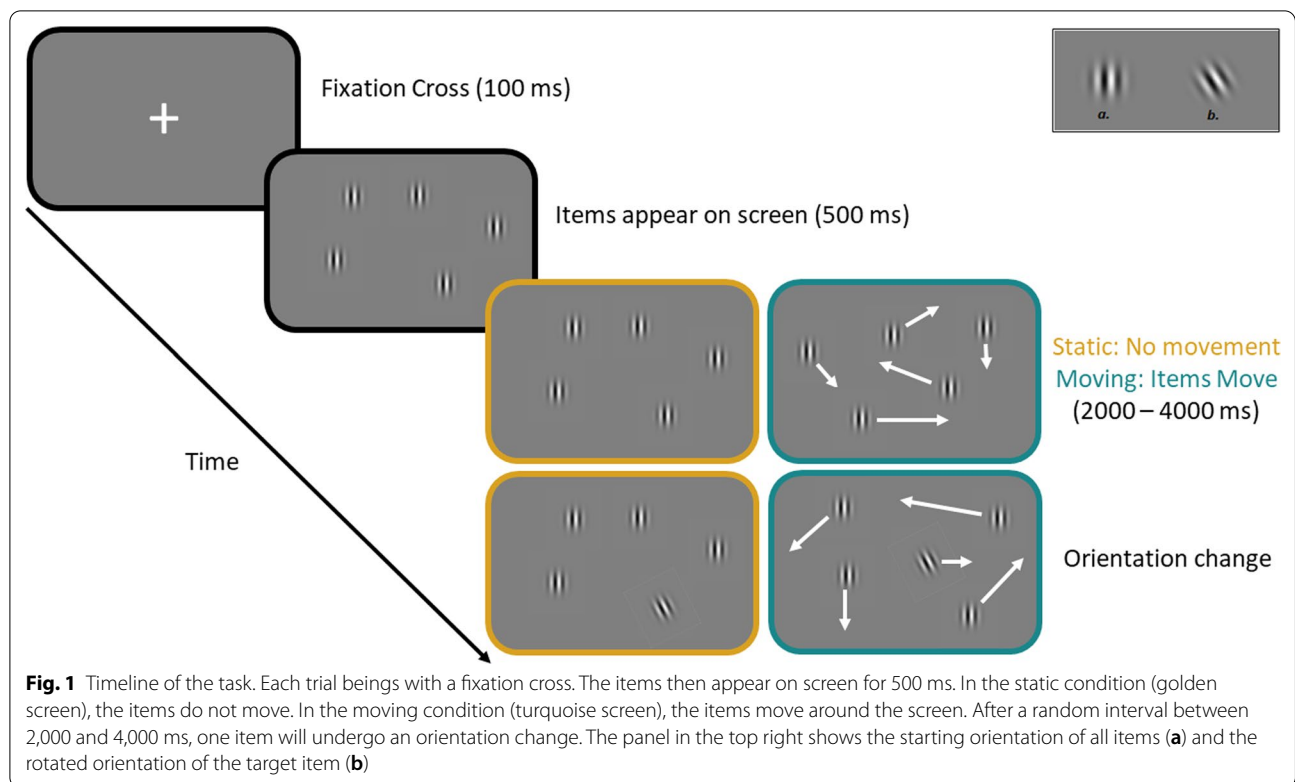 Fixation Cross (100 ms)
a.
b.
Items appear on screen (500 ms)
Static: No movement
Moving: Items Move
(2000 – 4000 ms)
Time
Orientation change
Fig. 1 Timeline of the task. Each trial beings with a fixation cross. The items then appear on screen for 500 ms. In the static condition (golden
screen), the items do not move. In the moving condition (turquoise screen), the items move around the screen. After a random interval between
2,000 and 4,000 ms, one item will undergo an orientation change. The panel in the top right shows the starting orientation of all items (a) and the
rotated orientation of the target item (b)